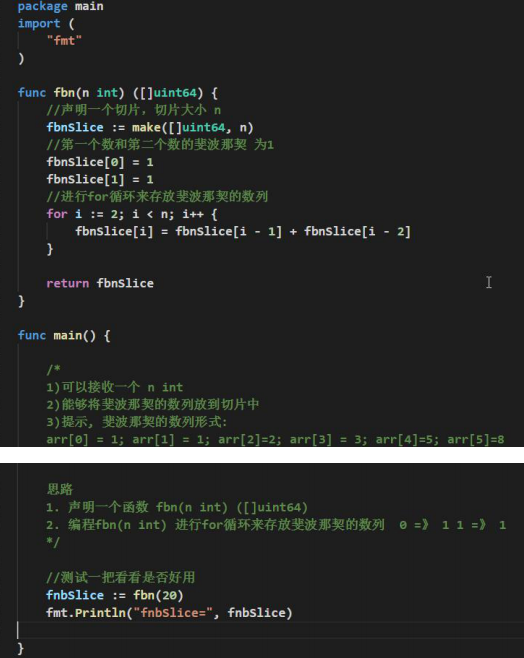 package main
import (
"fmt"
)
func fbn(n int) ([]uint64) {
//声明一个切片，切片大小 n
fbnSlice := make([]uint64, n)
//第一个数和第二个数的斐波那契 为1
fbnSlice[0] = 1
fbnSlice[1] = 1
//进行for循环来存放斐波那契的数列
for i := 2; i < n; i++ {
fbnSlice[i] = fbnSlice[i - 1] + fbnSlice[i - 2]
}
return fbnSlice
}
func main() {
/*
1)可以接收一个 n int
2)能够将斐波那契的数列放到切片中
3)提示, 斐波那契的数列形式:
arr[0] = 1; arr[1] = 1; arr[2]=2; arr[3] = 3; arr[4]=5; arr[5]=8
思路
1. 声明一个函数 fbn(n int) ([]uint64)
2. 编程fbn(n int) 进行for循环来存放斐波那契的数列 0 =》 1 1 =》 1
*/
//测试一把看看是否好用
fnbSlice := fbn(20)
fmt.Println("fnbSlice=", fnbSlice)
}